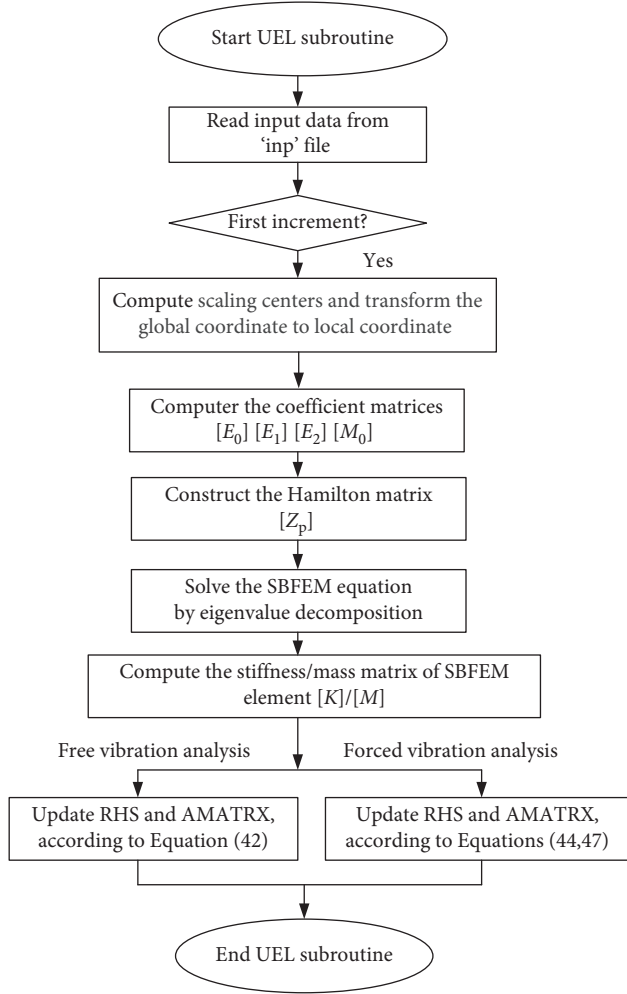 Start UEL subroutine
Read input data from
‘inp’ file
First increment?
Yes
Compute scaling centers and transform the
global coordinate to local coordinate
Computer the coefficient matrices
[E0] [E1] [E2] [M0]
Construct the Hamilton matrix
[Zp]
Solve the SBFEM equation
by eigenvalue decomposition
Compute the stiffness/mass matrix of SBFEM
element [K]/[M]
Free vibration analysis
Forced vibration analysis
Update RHS and AMATRX,
according to Equation (42)
Update RHS and AMATRX,
according to Equations (44,47)
End UEL subroutine